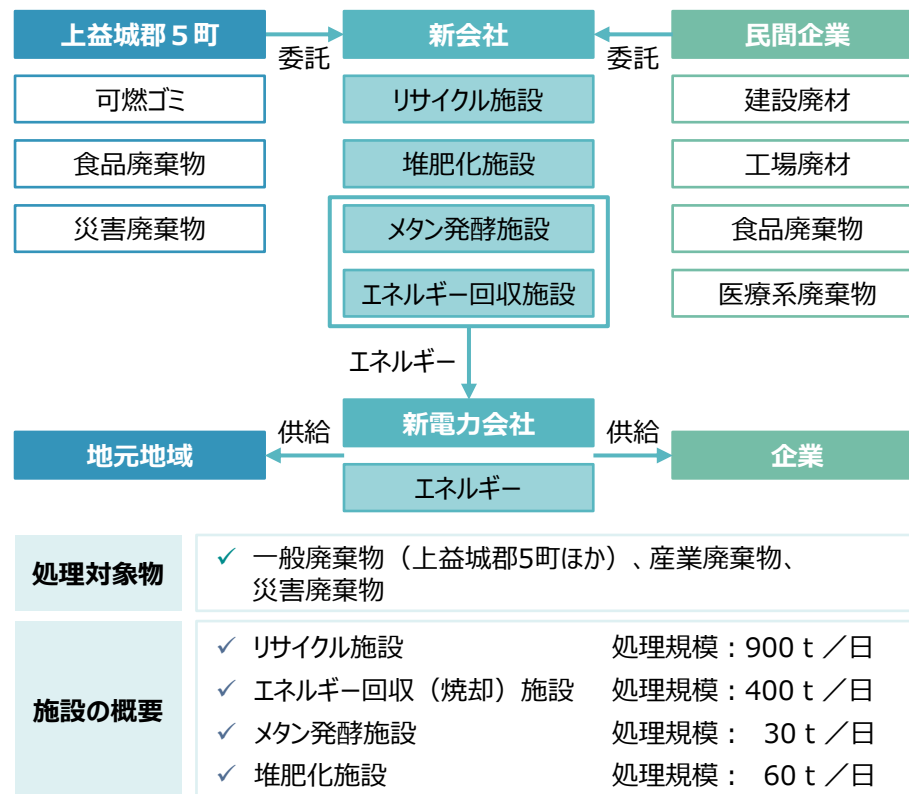 上益城郡５町
委託
新会社
委託
民間企業
可燃ゴミ
リサイクル施設
建設廃材
食品廃棄物
堆肥化施設
工場廃材
災害廃棄物
メタン発酵施設
食品廃棄物
エネルギー回収施設
医療系廃棄物
エネルギー
地元地域
供給
新電力会社
供給
企業
エネルギー
処理対象物
✓ 一般廃棄物（上益城郡5町ほか）、産業廃棄物、
災害廃棄物
施設の概要
✓ リサイクル施設 処理規模：900ｔ／日
✓ エネルギー回収（焼却）施設 処理規模：400ｔ／日
✓ メタン発酵施設 処理規模： 30ｔ／日
✓ 堆肥化施設 処理規模： 60ｔ／日